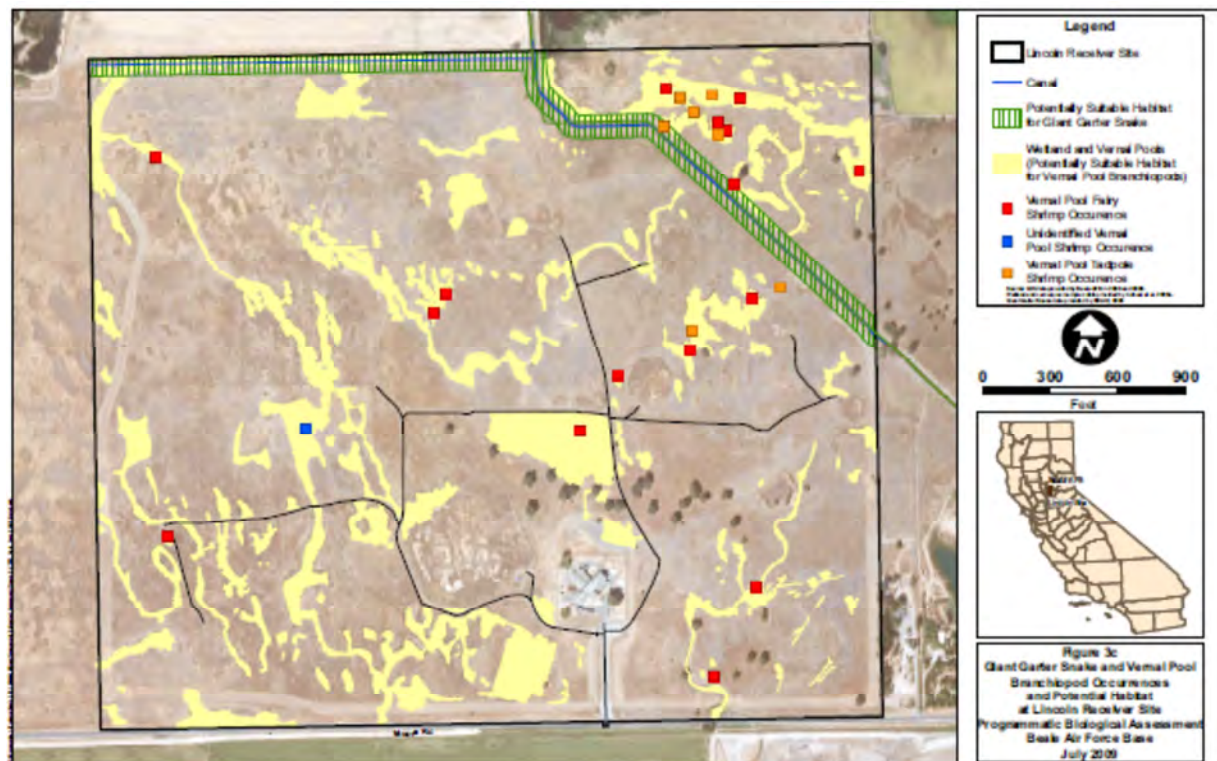 Legend
Lincoln Receiver Site
Canal
Potentially Suitable Habitat
for Giant Garter Snake
Wetland and Vernal Pools
(Potentially Suitable Habitat
for Vernal Pool Branchiopods)
Vernal Pool Fairy
Shrimp Occurence
Unidentified Vernal
Pool Shrimp Occurence
Vernal Pool Tadpole
Shrimp Occurence
N
0 300 600 900
Feet
Figure 3c
Giant Garter Snake and Vernal Pool
Branchiopod Occurrences
and Potential Habitat
at Lincoln Receiver Site
Programmatic Biological Assessment
Beale Air Force Base
July 2009